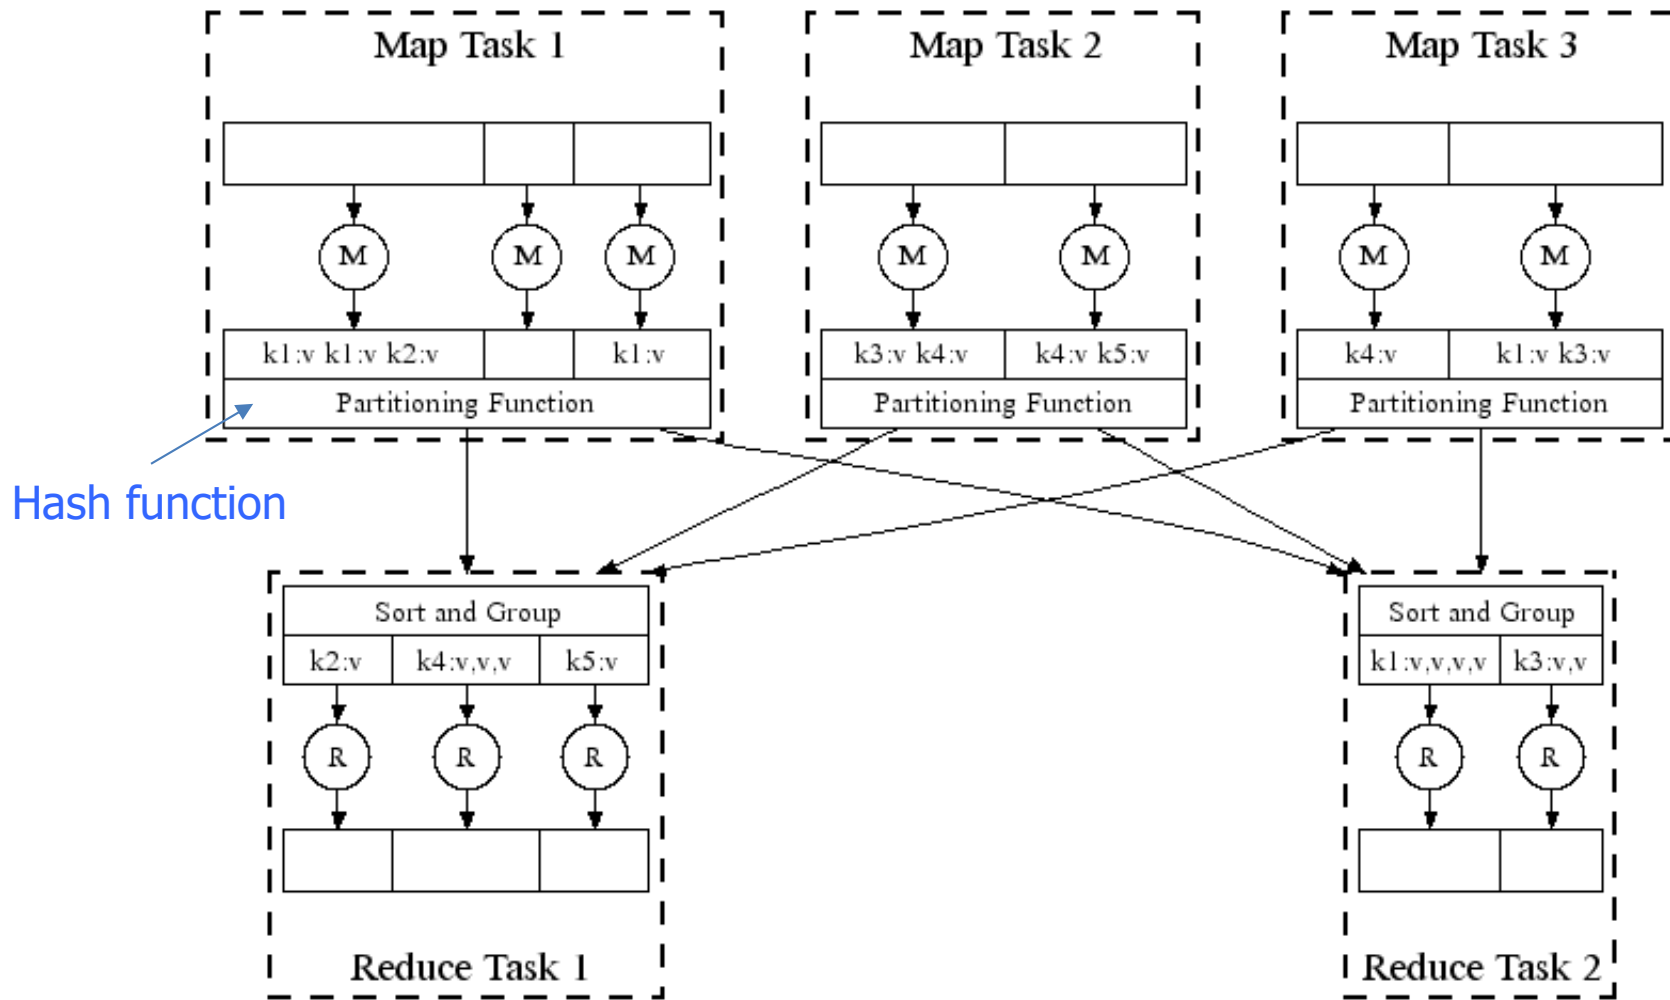 Map Task 1
Map Task 2
Map Task 3
M
M
M
M
M
M
M
k1:v k1:v k2:v
k1:v
k3:v k4:v
k4:v k5:v
k4:v
k1:v k3:v
Partitioning Function
Partitioning Function
Partitioning Function
Hash function
Sort and Group
Sort and Group
k2:v
k4:v,v,v
k5:v
k1:v,v,v,v
k3:v,v
R
R
R
R
R
Reduce Task 1
Reduce Task 2